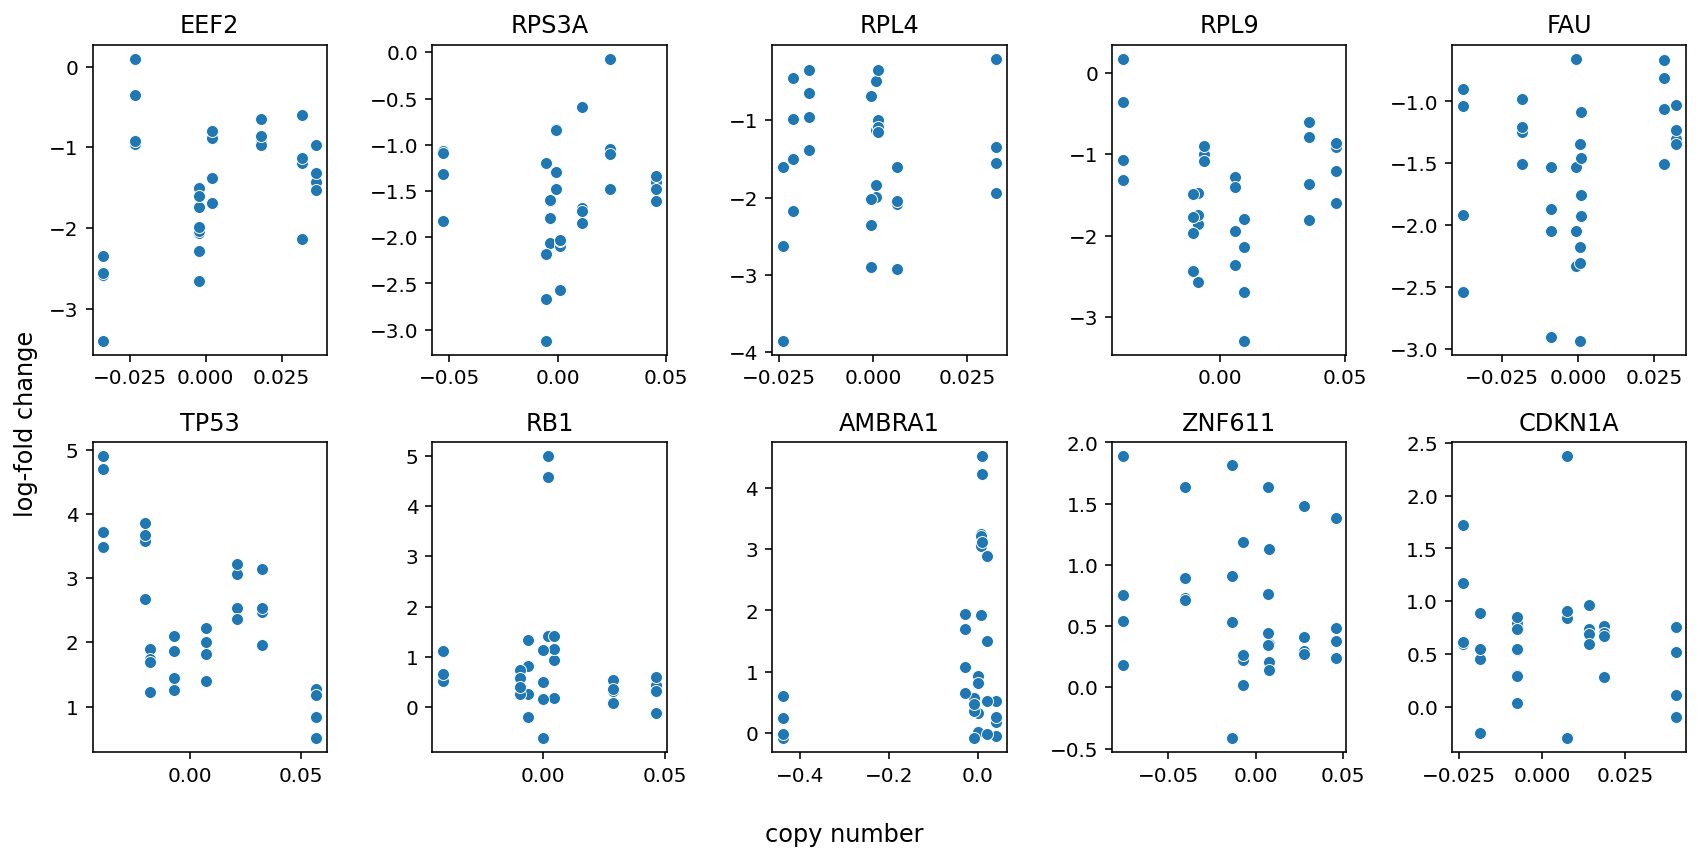 EEF2 RPS3A RPL4 RPL9 FAU
0 −1 −2 −3
0.0 −0.5 −1.0 −1.5 −2.0 −2.5 −3.0
−1 −2 −3 −4
0 −1 −2 −3
−1.0 −1.5 −2.0 −2.5 −3.0
−0.025 0.000 0.025 −0.05 0.00 0.05 −0.025 0.000 0.025 0.00 0.05 −0.025 0.000 0.025
log-fold change
TP53 RB1 AMBRA1 ZNF611 CDKN1A
5 4 3 2 1
5 4 3 2 1 0
4 3 2 1 0
2.0 1.5 1.0 0.5 0.0 −0.5
2.5 2.0 1.5 1.0 0.5 0.0
0.00 0.05 0.00 0.05 −0.4 −0.2 0.0 −0.05 0.00 0.05 −0.025 0.000 0.025
copy number